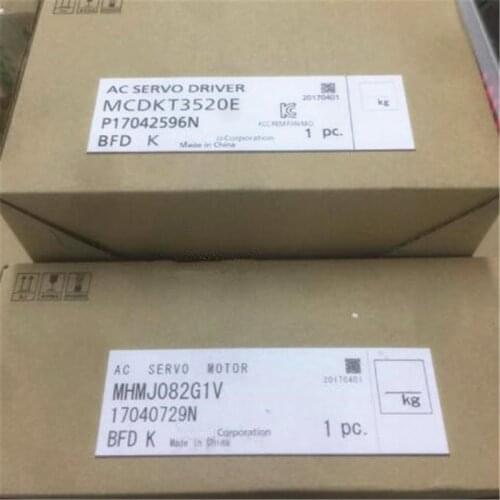 AC SERVO DRIVER
MCDKT3520E
P17042596N
BFD K
Made in China
Corporation
20170401
1 pc.
kg
AC SERVO MOTOR
MHMJ082G1V
17040729N
BFD K
Made in China
Corporation
20170401
1 pc.
kg